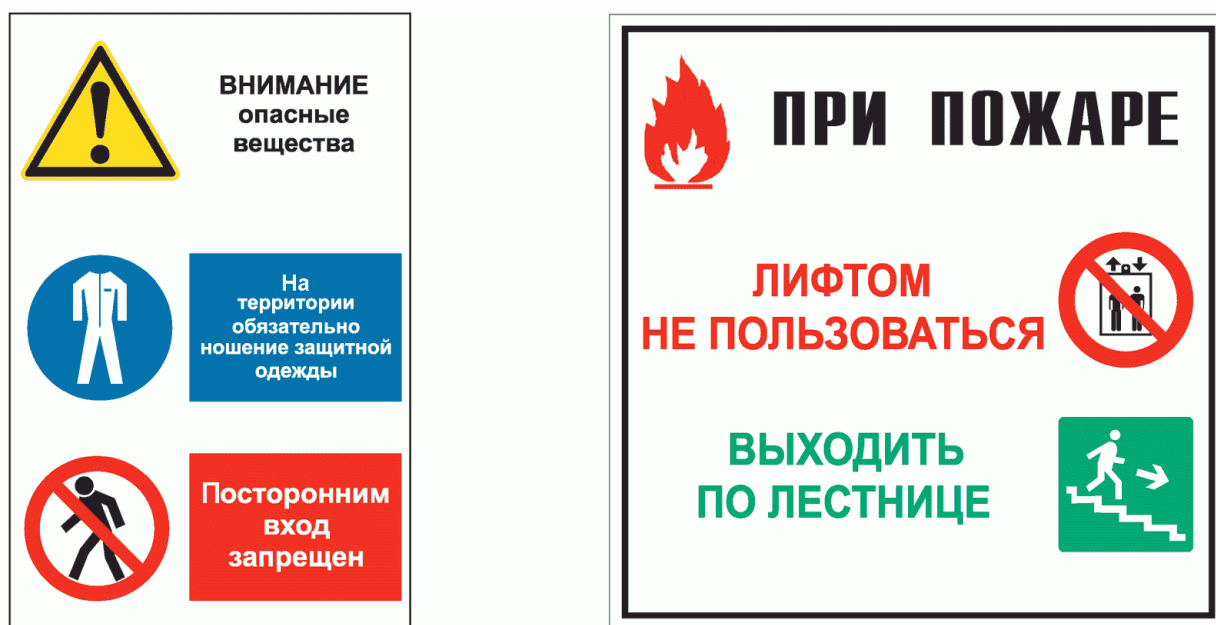 ВНИМАНИЕ
опасные
вещества
На
территории
обязательно
ношение защитной
одежды
Посторонним
вход
запрещен
ПРИ ПОЖАРЕ
ЛИФТОМ
НЕ ПОЛЬЗОВАТЬСЯ
ВЫХОДИТЬ
ПО ЛЕСТНИЦЕ